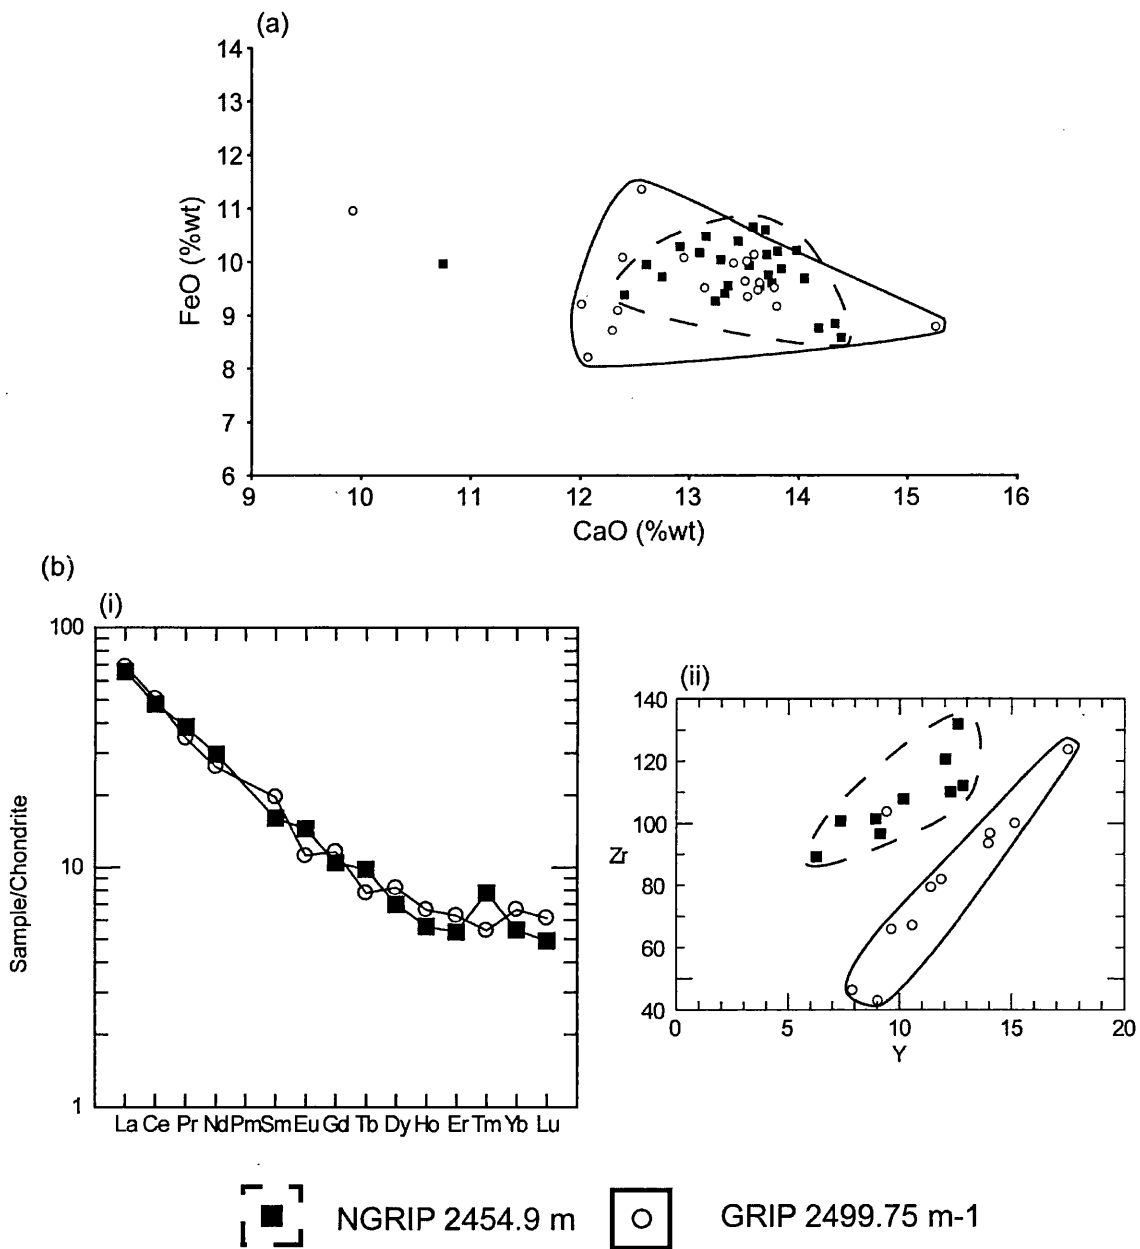 (a)
14
13
12
11
10
9
8
7
6
FeO (%wt)
9 10 11 12 13 14 15 16
CaO (%wt)
(b)
(i)
100
10
1
Sample/Chondrite
La Ce Pr Nd Pm Sm Eu Gd Tb Dy Ho Er Tm Yb Lu
(ii)
140
120
100
80
60
40
Zr
0 5 10 15 20
Y
NGRIP 2454.9 m
GRIP 2499.75 m-1